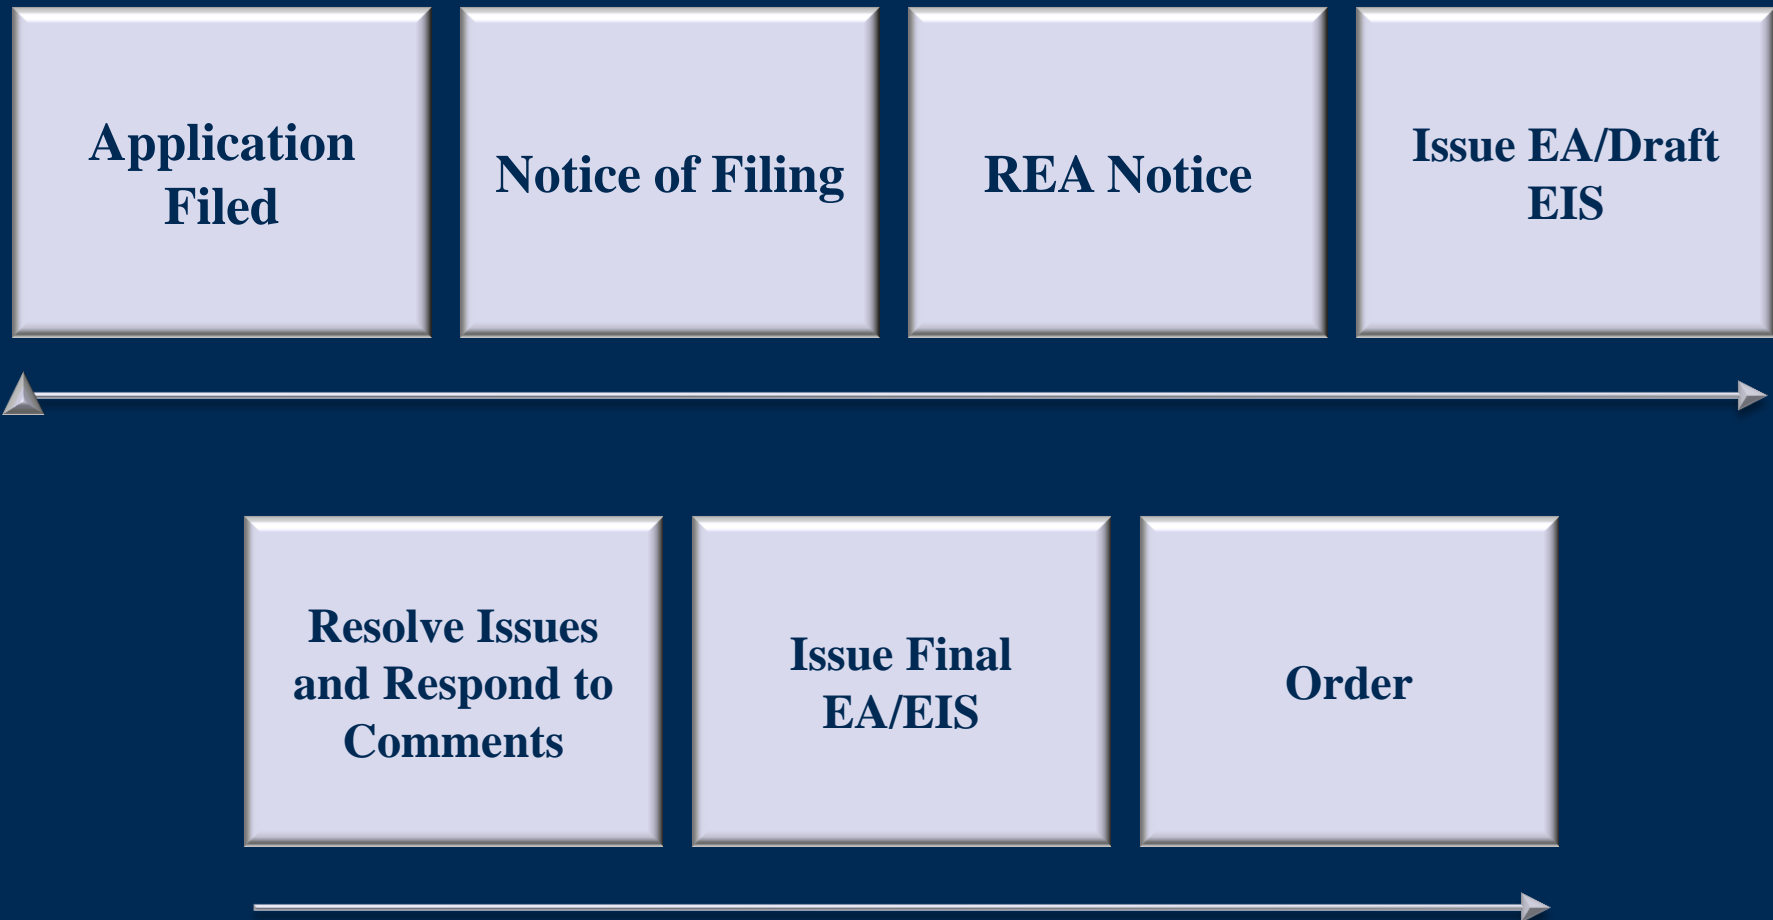 Application
Filed
Notice of Filing
REA Notice
Issue EA/Draft
EIS
Resolve Issues
and Respond to
Comments
Issue Final
EA/EIS
Order